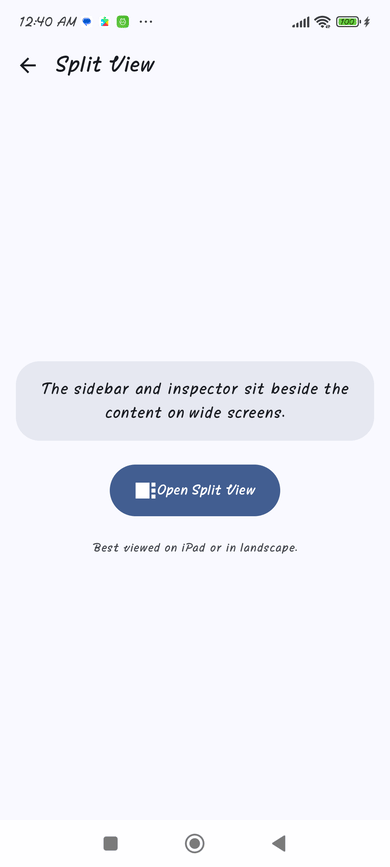 12:40 AM
100
Split View
The sidebar and inspector sit beside the
content on wide screens.
Open Split View
Best viewed on iPad or in landscape.